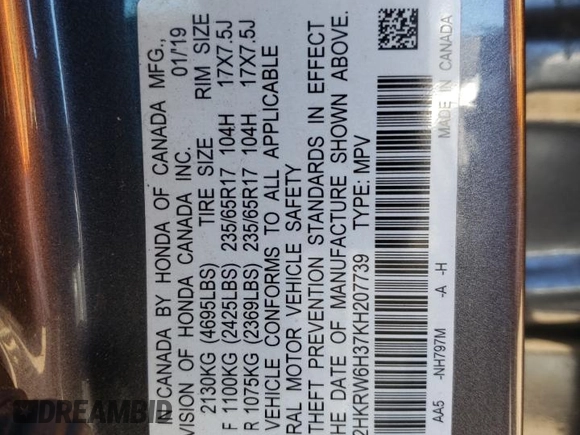 D IN CANADA BY HONDA OF CANADA MFG.,
VISION OF HONDA CANADA INC. 01/19
2130KG (4695LBS) TIRE SIZE RIM SIZE
F 1100KG (2425LBS) 235/65R17 104H 17X7.5J
R 1075KG (2369LBS) 235/65R17 104H 17X7.5J
VEHICLE CONFORMS TO ALL APPLICABLE
RAL MOTOR VEHICLE SAFETY
THEFT PREVENTION STANDARDS IN EFFECT
HE DATE OF MANUFACTURE SHOWN ABOVE.
2HKRW6H37KH207739 TYPE: MPV
AA5 -NH797M -A -H
MADE IN CANADA
DREAMBID